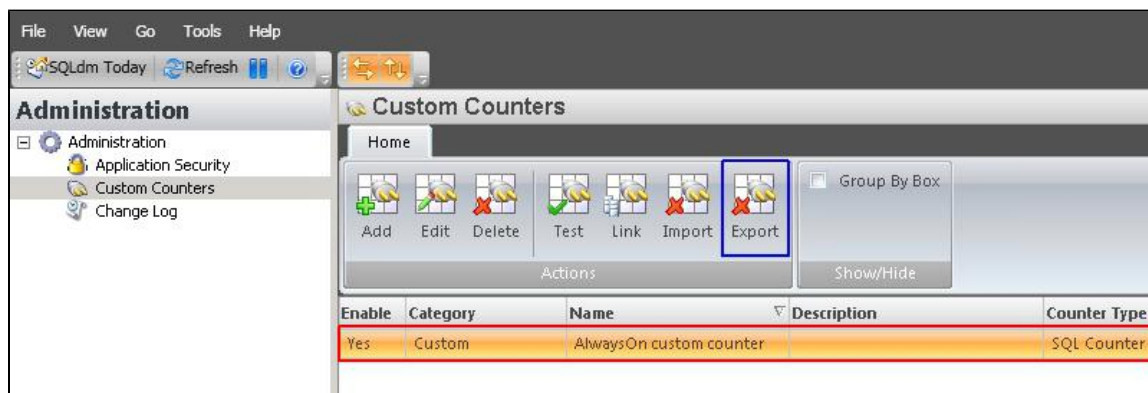 File View Go Tools Help
SQLdm Today Refresh
Administration
Administration
Application Security
Custom Counters
Change Log
Custom Counters
Home
Add Edit Delete Test Link Import Export
Actions
Group By Box
Show/Hide
Enable Category Name Description Counter Type
Yes Custom AlwaysOn custom counter SQL Counter